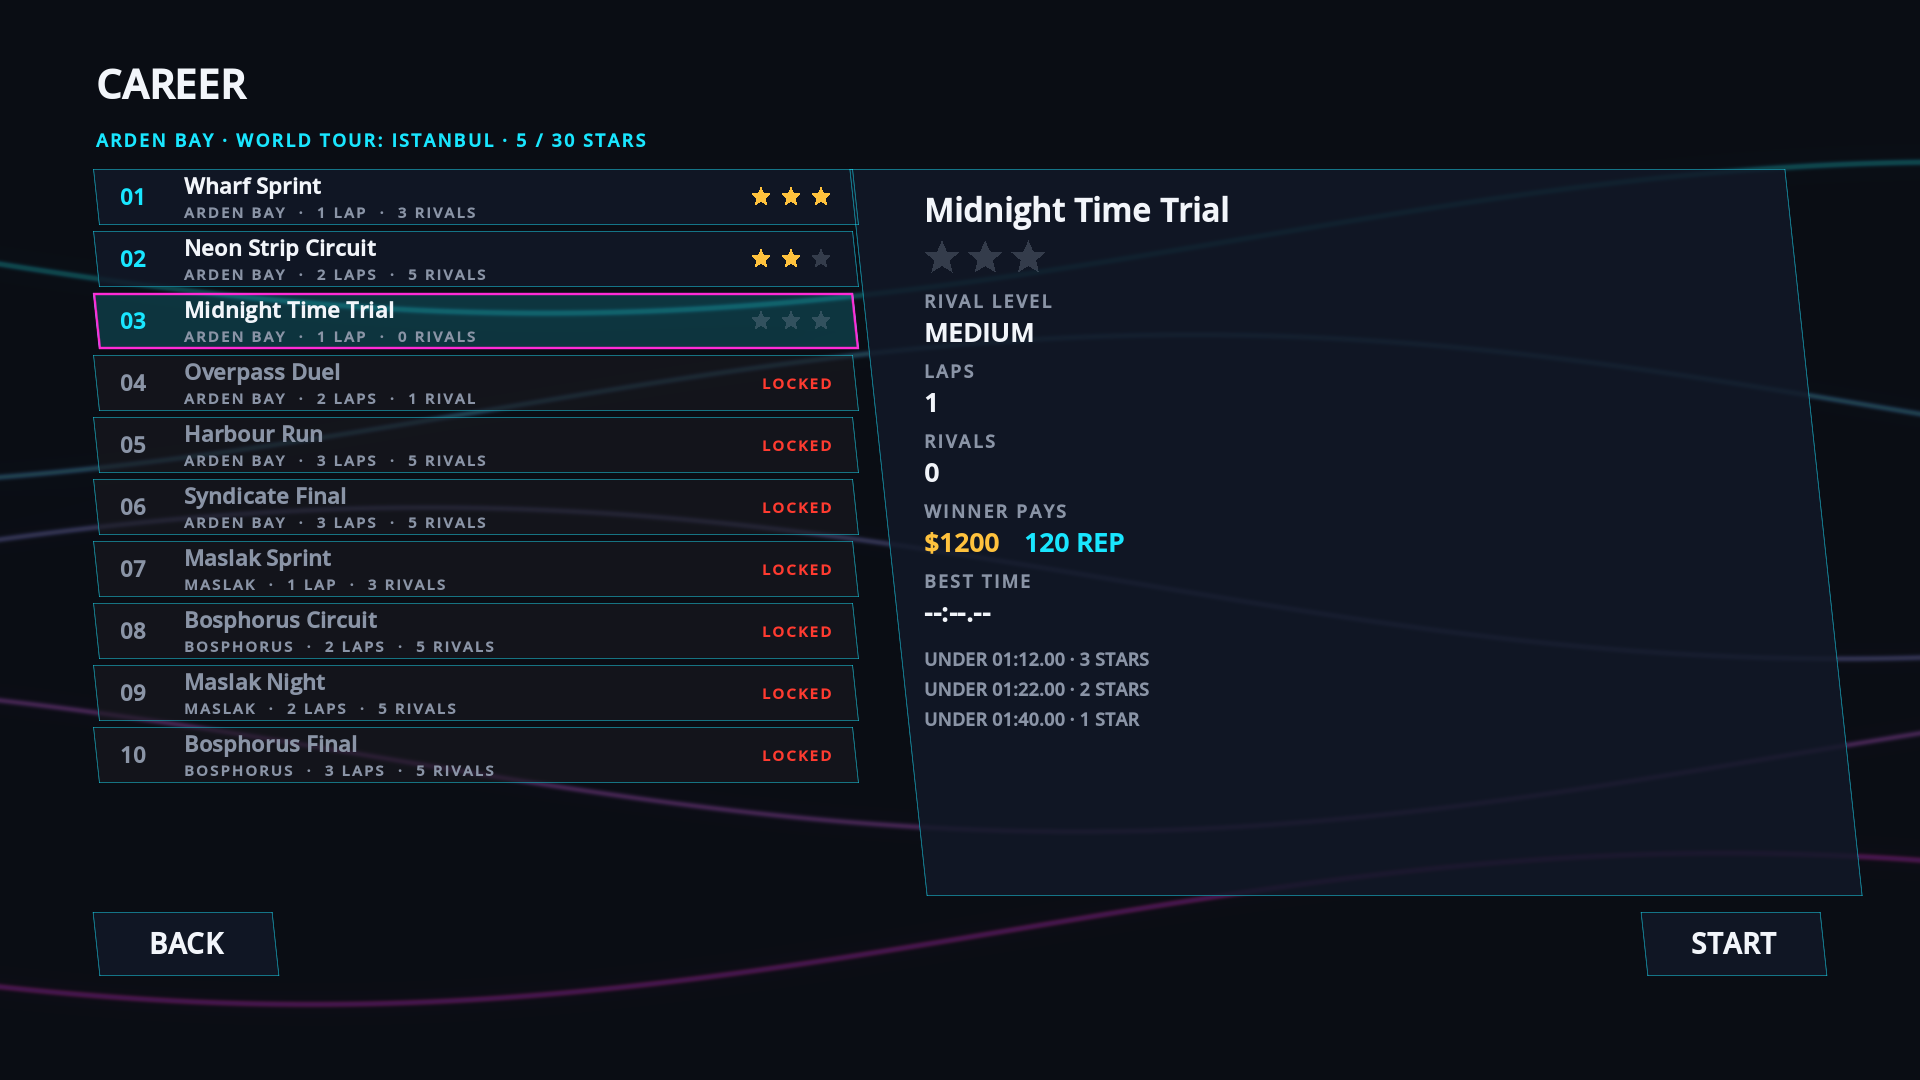 CAREER
ARDEN BAY · WORLD TOUR: ISTANBUL · 5 / 30 STARS
01 Wharf Sprint
ARDEN BAY · 1 LAP · 3 RIVALS
02 Neon Strip Circuit
ARDEN BAY · 2 LAPS · 5 RIVALS
03 Midnight Time Trial
ARDEN BAY · 1 LAP · 0 RIVALS
04 Overpass Duel
ARDEN BAY · 2 LAPS · 1 RIVAL
LOCKED
05 Harbour Run
ARDEN BAY · 3 LAPS · 5 RIVALS
LOCKED
06 Syndicate Final
ARDEN BAY · 3 LAPS · 5 RIVALS
LOCKED
07 Maslak Sprint
MASLAK · 1 LAP · 3 RIVALS
LOCKED
08 Bosphorus Circuit
BOSPHORUS · 2 LAPS · 5 RIVALS
LOCKED
09 Maslak Night
MASLAK · 2 LAPS · 5 RIVALS
LOCKED
10 Bosphorus Final
BOSPHORUS · 3 LAPS · 5 RIVALS
LOCKED
Midnight Time Trial
RIVAL LEVEL
MEDIUM
LAPS
1
RIVALS
0
WINNER PAYS
$1200 120 REP
BEST TIME
--:--.--
UNDER 01:12.00 · 3 STARS
UNDER 01:22.00 · 2 STARS
UNDER 01:40.00 · 1 STAR
BACK
START